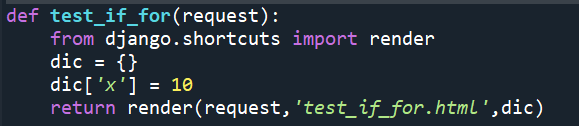 def test_if_for(request):
    from django.shortcuts import render
    dic = {}
    dic['x'] = 10
    return render(request,'test_if_for.html',dic)